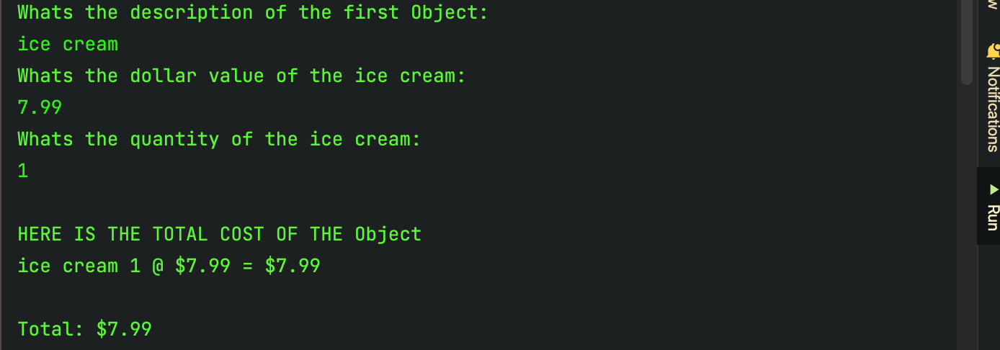 Whats the description of the first Object:
ice cream
Whats the dollar value of the ice cream:
7.99
Whats the quantity of the ice cream:
1
HERE IS THE TOTAL COST OF THE Object
ice cream 1 @ $7.99 = $7.99
Total: $7.99
Notifications
Run